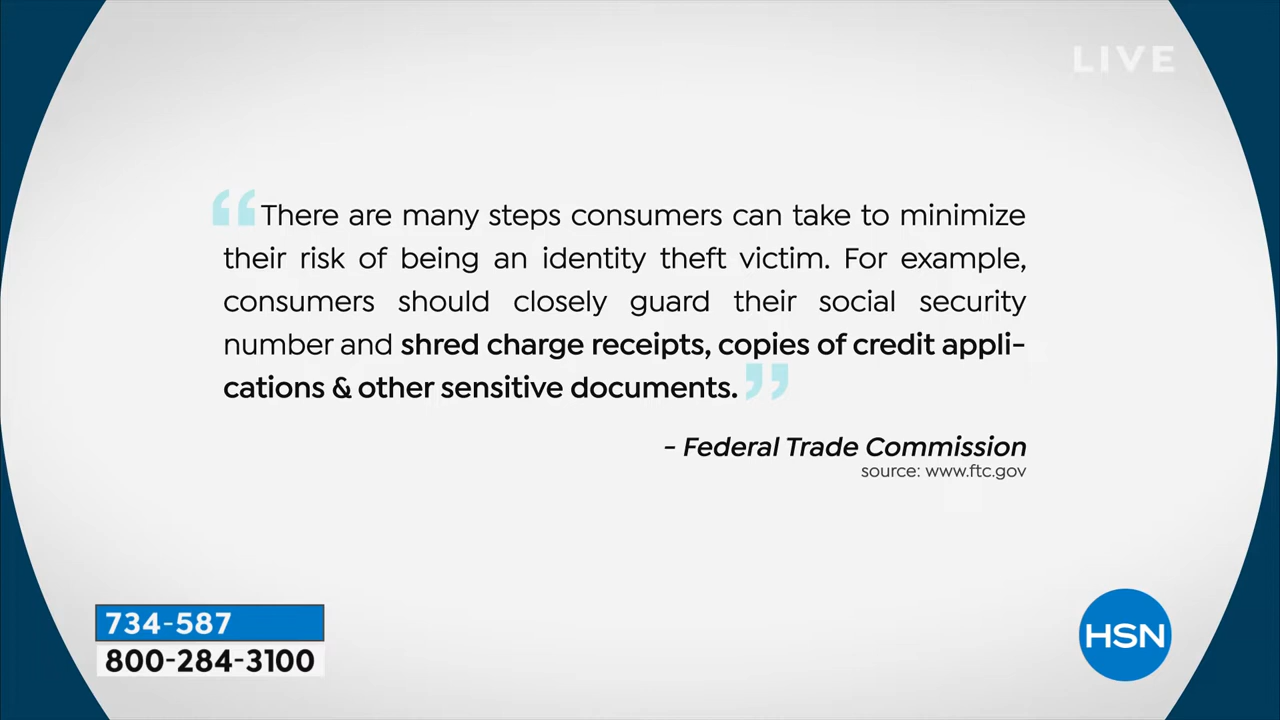 LIVE
“There are many steps consumers can take to minimize
their risk of being an identity theft victim. For example,
consumers should closely guard their social security
number and shred charge receipts, copies of credit appli-
cations & other sensitive documents.”
- Federal Trade Commission
source: www.ftc.gov
734-587
800-284-3100
HSN